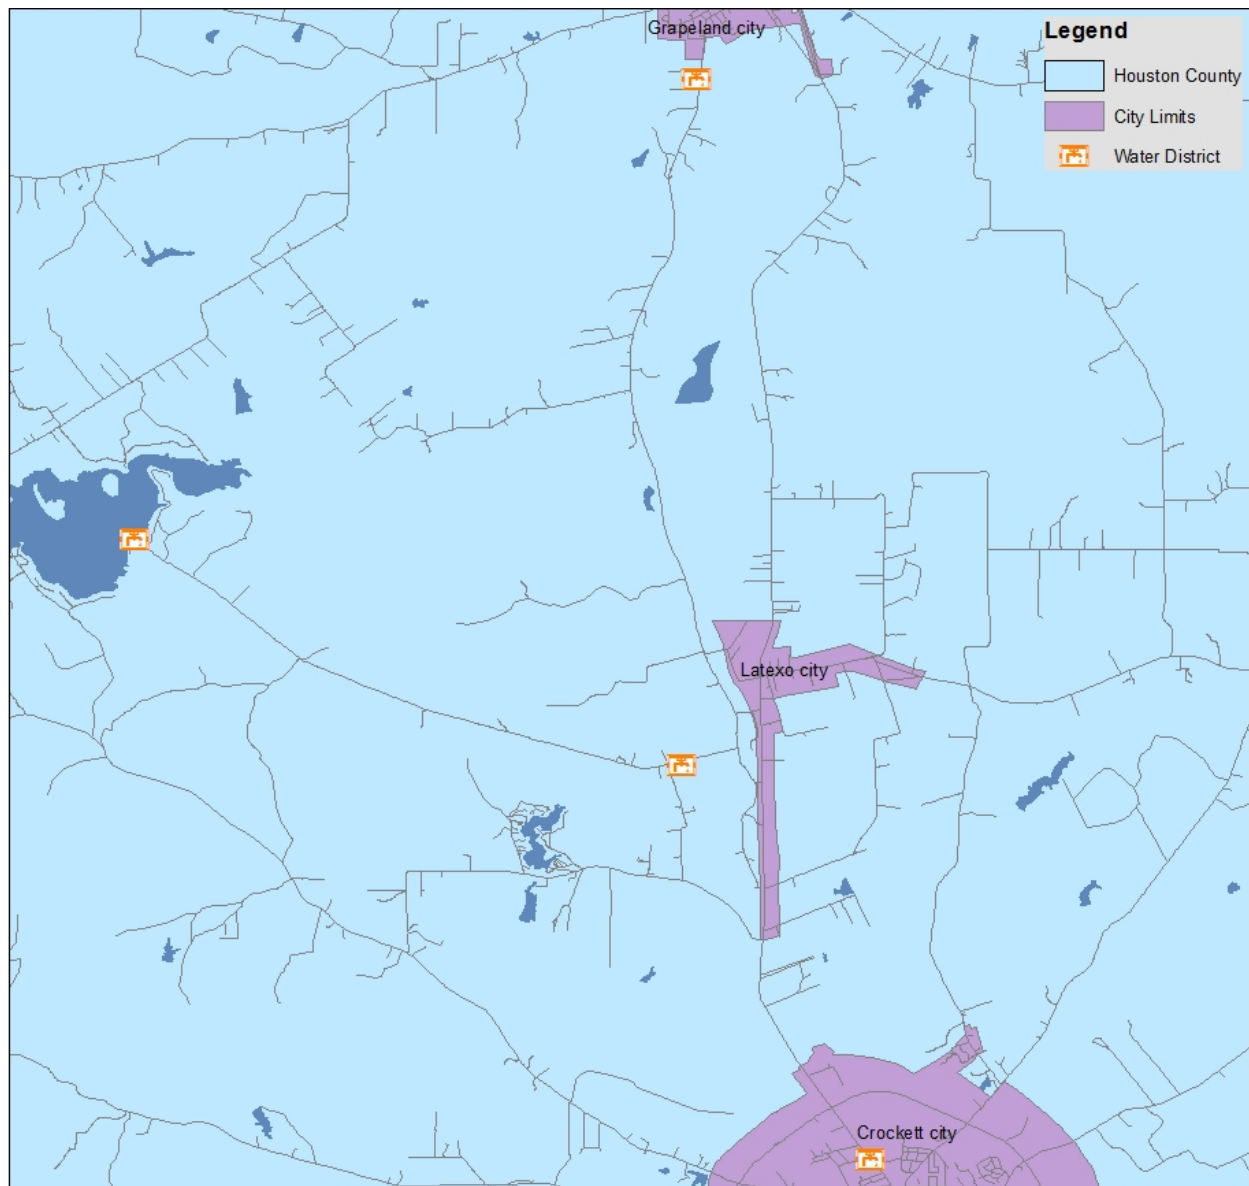 Grapeland city
Legend
Houston County
City Limits
Water District
Latexo city
Crockett city